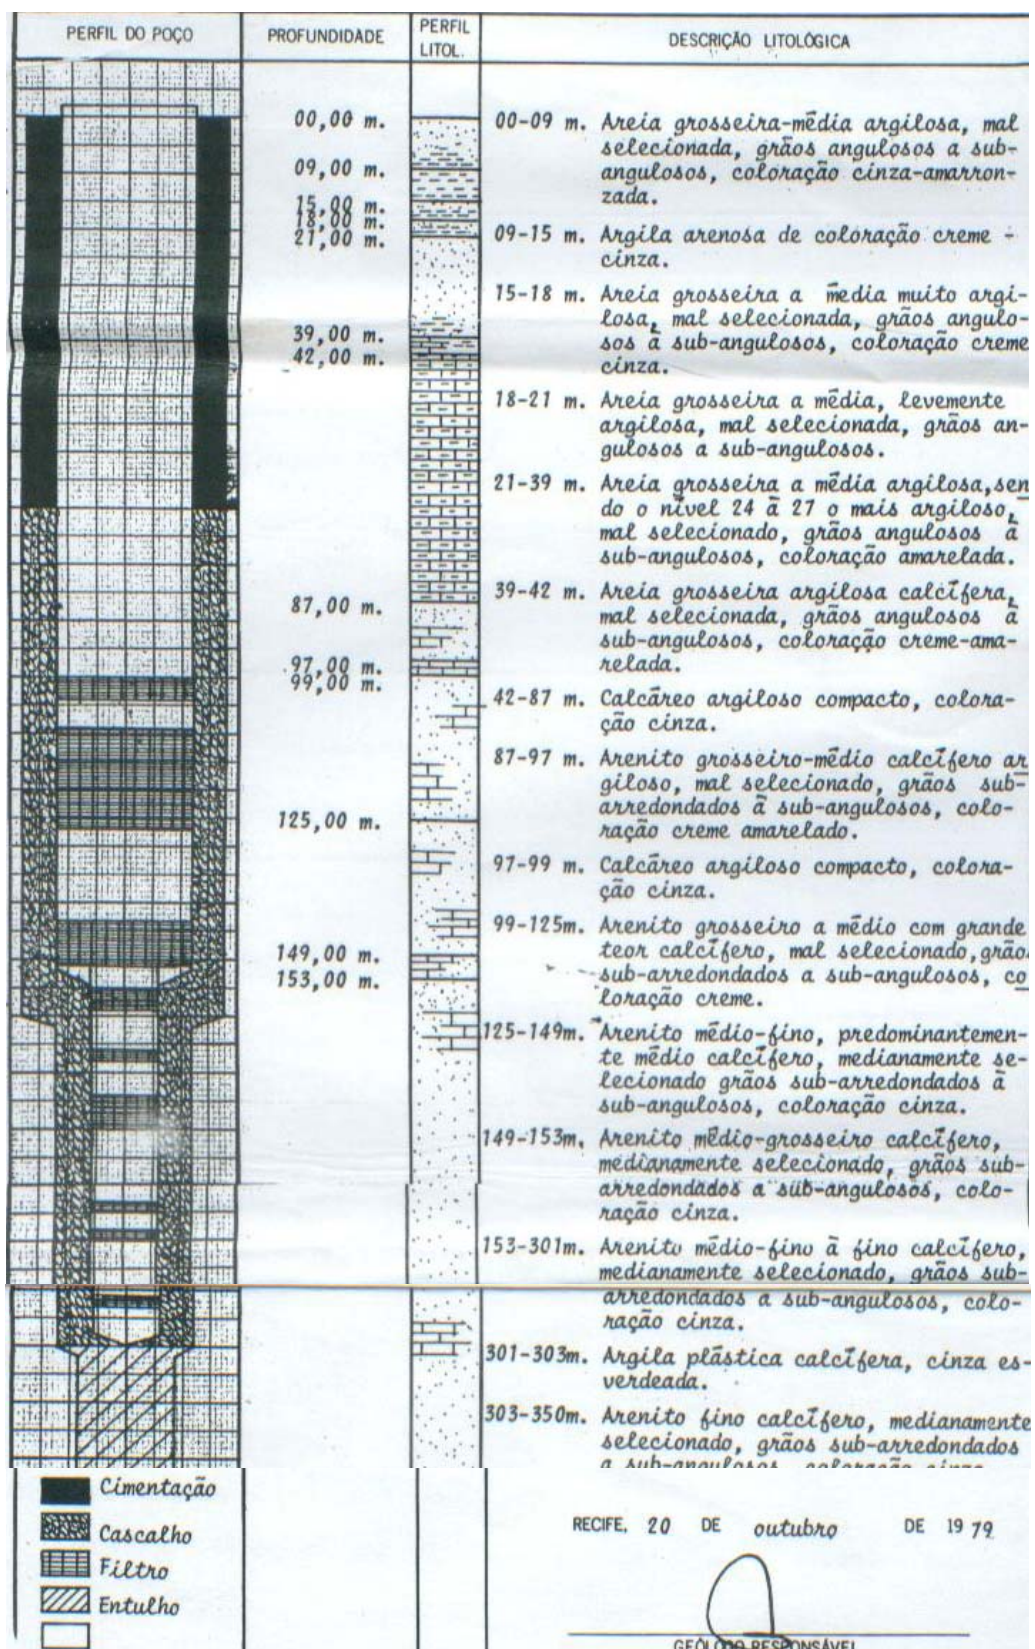 PERFIL DO POÇO
PROFUNDIDADE
PERFIL
LITOL.
DESCRIÇÃO LITOLÓGICA
00,00 m.
09,00 m.
15,00 m.
18,00 m.
21,00 m.
39,00 m.
42,00 m.
87,00 m.
97,00 m.
99,00 m.
125,00 m.
149,00 m.
153,00 m.
00-09 m. Areia grosseira-média argilosa, mal
selecionada, grãos angulosos a sub-
angulosos, coloração cinza-amarron-
zada.
09-15 m. Argila arenosa de coloração creme -
cinza.
15-18 m. Areia grosseira a media muito argi-
losa, mal selecionada, grãos angulo-
sos à sub-angulosos, coloração creme
cinza.
18-21 m. Areia grosseira a média, levemente
argilosa, mal selecionada, grãos an-
gulosos a sub-angulosos.
21-39 m. Areia grosseira a média argilosa, sen
do o nível 24 à 27 o mais argiloso,
mal selecionado, grãos angulosos à
sub-angulosos, coloração amarelada.
39-42 m. Areia grosseira argilosa calcífera,
mal selecionada, grãos angulosos à
sub-angulosos, coloração creme-ama-
relada.
42-87 m. Calcáreo argiloso compacto, colora-
ção cinza.
87-97 m. Arenito grosseiro-médio calcífero ar
giloso, mal selecionado, grãos sub-
arredondados à sub-angulosos, colo-
ração creme amarelado.
97-99 m. Calcáreo argiloso compacto, colora-
ção cinza.
99-125m. Arenito grosseiro a médio com grande
teor calcífero, mal selecionado, grãos
sub-arredondados a sub-angulosos, co
loração creme.
125-149m. Arenito médio-fino, predominantemen-
te médio calcífero, medianamente se-
lecionado grãos sub-arredondados à
sub-angulosos, coloração cinza.
149-153m. Arenito médio-grosseiro calcífero,
medianamente selecionado, grãos sub-
arredondados a sub-angulosos, colo-
ração cinza.
153-301m. Arenito médio-fino à fino calcífero,
medianamente selecionado, grãos sub-
arredondados a sub-angulosos, colo-
ração cinza.
301-303m. Argila plástica calcífera, cinza es-
verdeada.
303-350m. Arenito fino calcífero, medianamente
selecionado, grãos sub-arredondados
a sub-angulosos, coloração cinza
Cimentação
Cascalho
Filtro
Entulho
RECIFE, 20 DE outubro DE 1979
GEÓLOGO RESPONSÁVEL